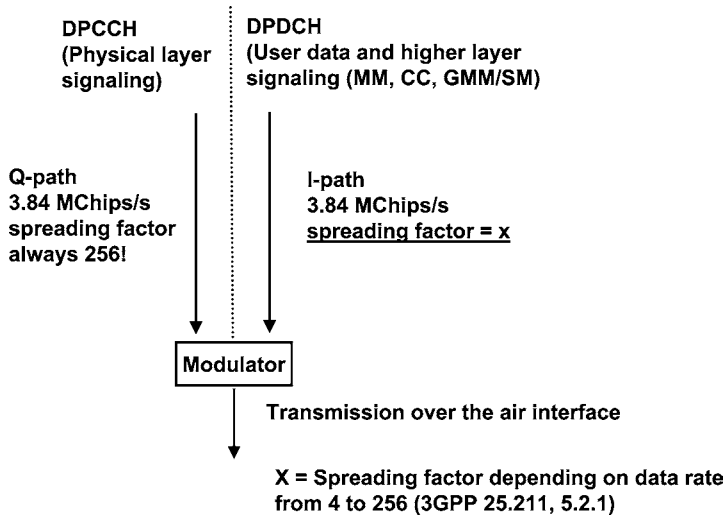 DPCCH
(Physical layer
signaling)
DPDCH
(User data and higher layer
signaling (MM, CC, GMM/SM)
Q-path
3.84 MChips/s
spreading factor
always 256!
I-path
3.84 MChips/s
spreading factor = x
Modulator
Transmission over the air interface
X = Spreading factor depending on data rate
from 4 to 256 (3GPP 25.211, 5.2.1)